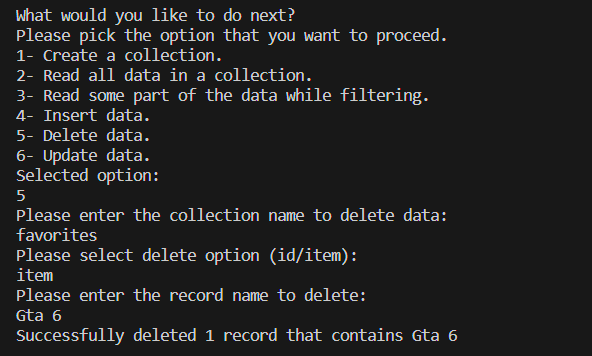 What would you like to do next?
Please pick the option that you want to proceed.
1- Create a collection.
2- Read all data in a collection.
3- Read some part of the data while filtering.
4- Insert data.
5- Delete data.
6- Update data.
Selected option:
5
Please enter the collection name to delete data:
favorites
Please select delete option (id/item):
item
Please enter the record name to delete:
Gta 6
Successfully deleted 1 record that contains Gta 6